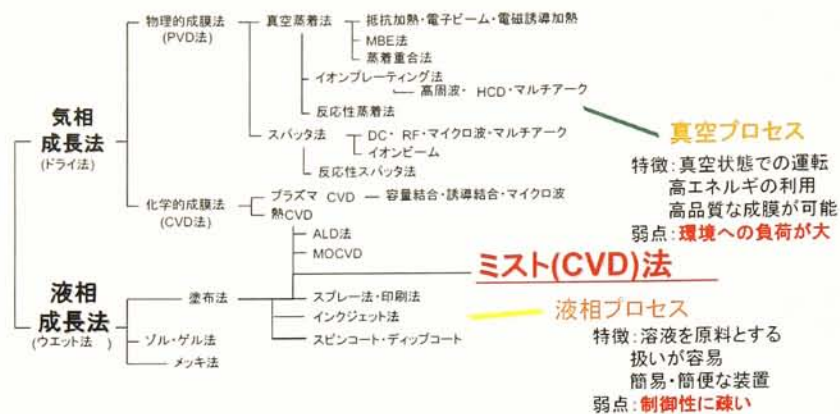 気相
成長法
(ドライ法)
物理的成膜法
(PVD法)
真空蒸着法
抵抗加熱・電子ビーム・電磁誘導加熱
MBE法
蒸着重合法
イオンプレーティング法
高周波・ HCD・マルチアーク
反応性蒸着法
スパッタ法
DC・RF・マイクロ波・マルチアーク
イオンビーム
反応性スパッタ法
化学的成膜法
(CVD法)
プラズマ CVD
容量結合・誘導結合・マイクロ波
熱CVD
ALD法
MOCVD
ミスト(CVD)法
液相
成長法
(ウエット法)
塗布法
スプレー法・印刷法
インクジェット法
スピンコート・ディップコート
ゾル・ゲル法
メッキ法
真空プロセス
特徴:真空状態での運転
高エネルギの利用
高品質な成膜が可能
弱点:環境への負荷が大
液相プロセス
特徴:溶液を原料とする
扱いが容易
簡易・簡便な装置
弱点:制御性に疎い